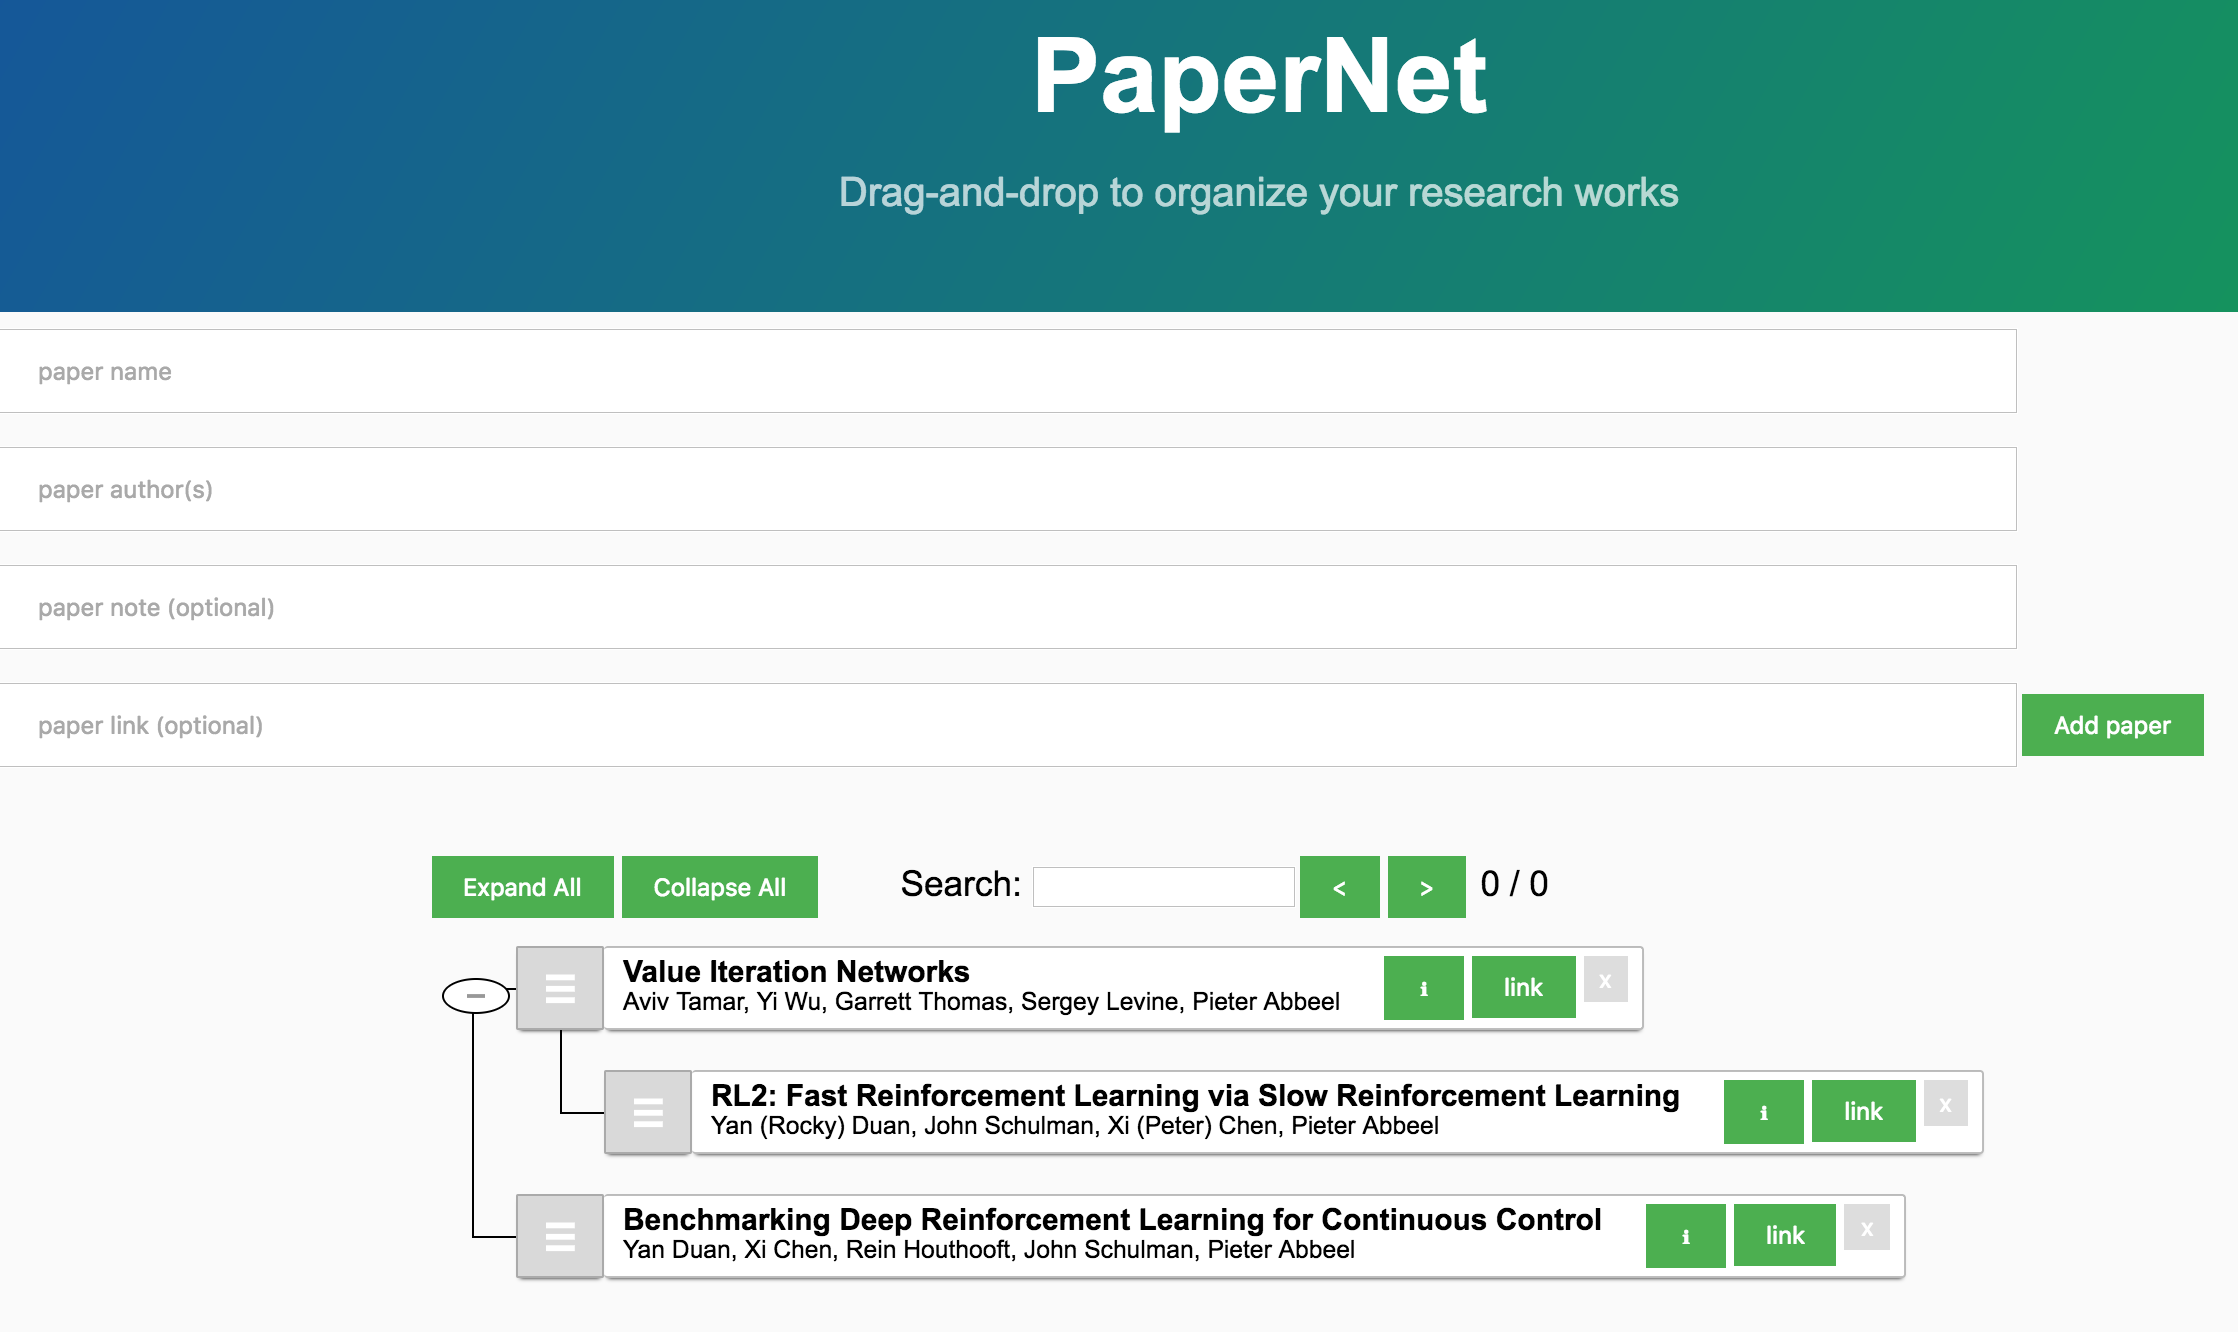 PaperNet
Drag-and-drop to organize your research works
paper name
paper author(s)
paper note (optional)
paper link (optional)
Add paper
Expand All Collapse All Search: < > 0 / 0
Value Iteration Networks
Aviv Tamar, Yi Wu, Garrett Thomas, Sergey Levine, Pieter Abbeel
i link x
RL2: Fast Reinforcement Learning via Slow Reinforcement Learning
Yan (Rocky) Duan, John Schulman, Xi (Peter) Chen, Pieter Abbeel
i link x
Benchmarking Deep Reinforcement Learning for Continuous Control
Yan Duan, Xi Chen, Rein Houthooft, John Schulman, Pieter Abbeel
i link x